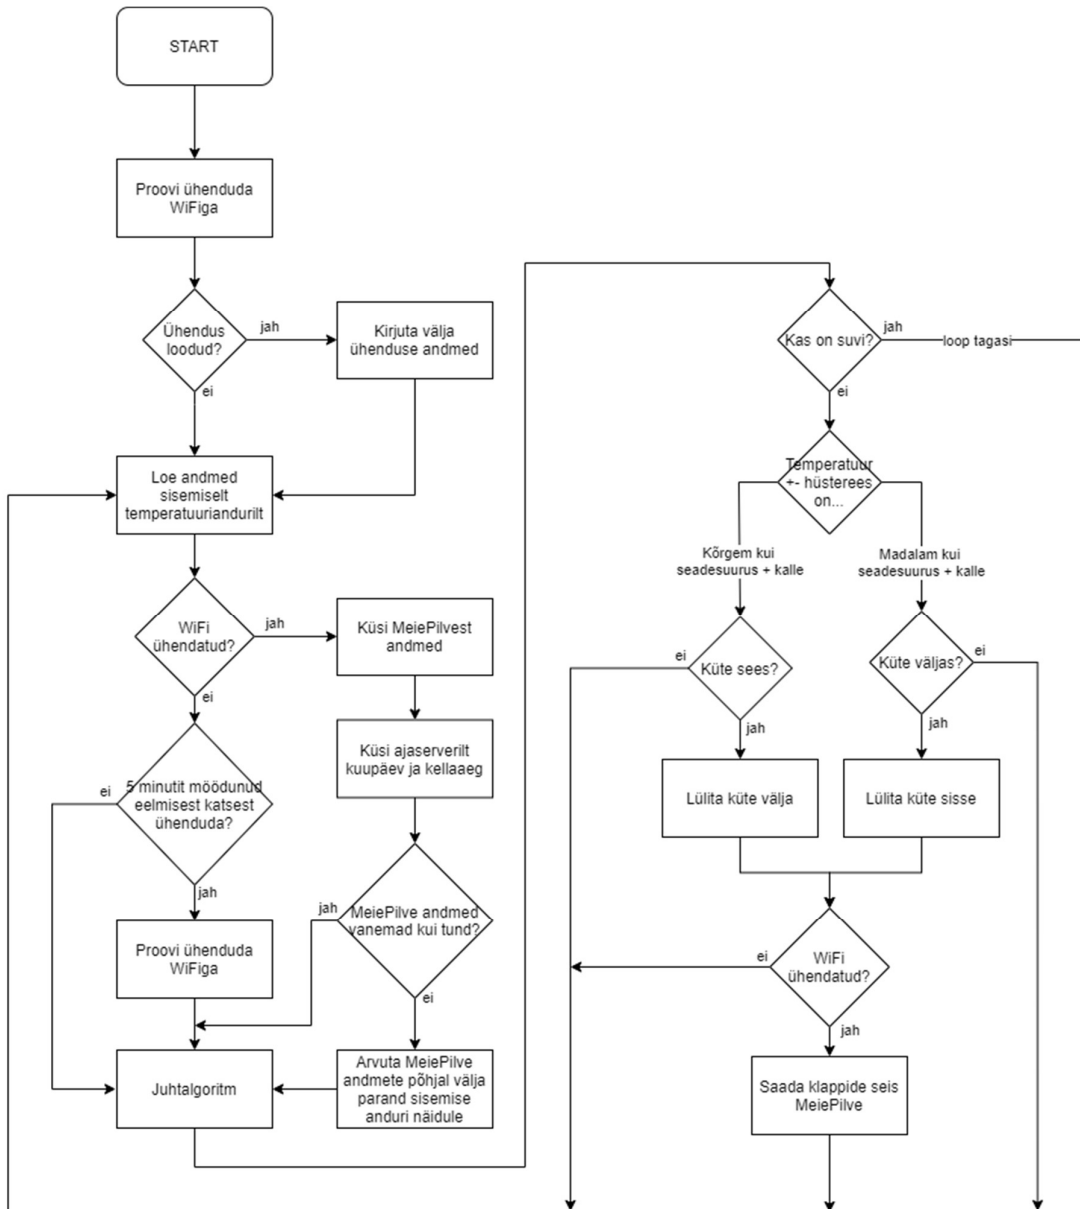 START
Proovi ühenduda
WiFiga
Ühendus
loodud?
jah
ei
Kirjuta välja
ühenduse andmed
Loe andmed
sisemiselt
temperatuuriandurilt
WiFi
ühendatud?
jah
ei
Küsi MeiePilvest
andmed
Küsi ajaserverilt
kuupäev ja kellaaeg
5 minutit möödunud
eelmisest katsest
ühenduda?
ei
jah
MeiePilve andmed
vanemad kui tund?
jah
ei
Proovi ühenduda
WiFiga
Juhtalgoritm
Arvuta MeiePilve
andmete põhjal välja
parand sisemise
anduri näidule
Kas on suvi?
jah
loop tagasi
ei
Temperatuur
+- hüsterees
on...
Kõrgem kui
seadesuurus + kalle
Madalam kui
seadesuurus + kalle
Küte sees?
ei
jah
Küte väljas?
ei
jah
Lülita küte välja
Lülita küte sisse
WiFi
ühendatud?
ei
jah
Saada klappide seis
MeiePilve